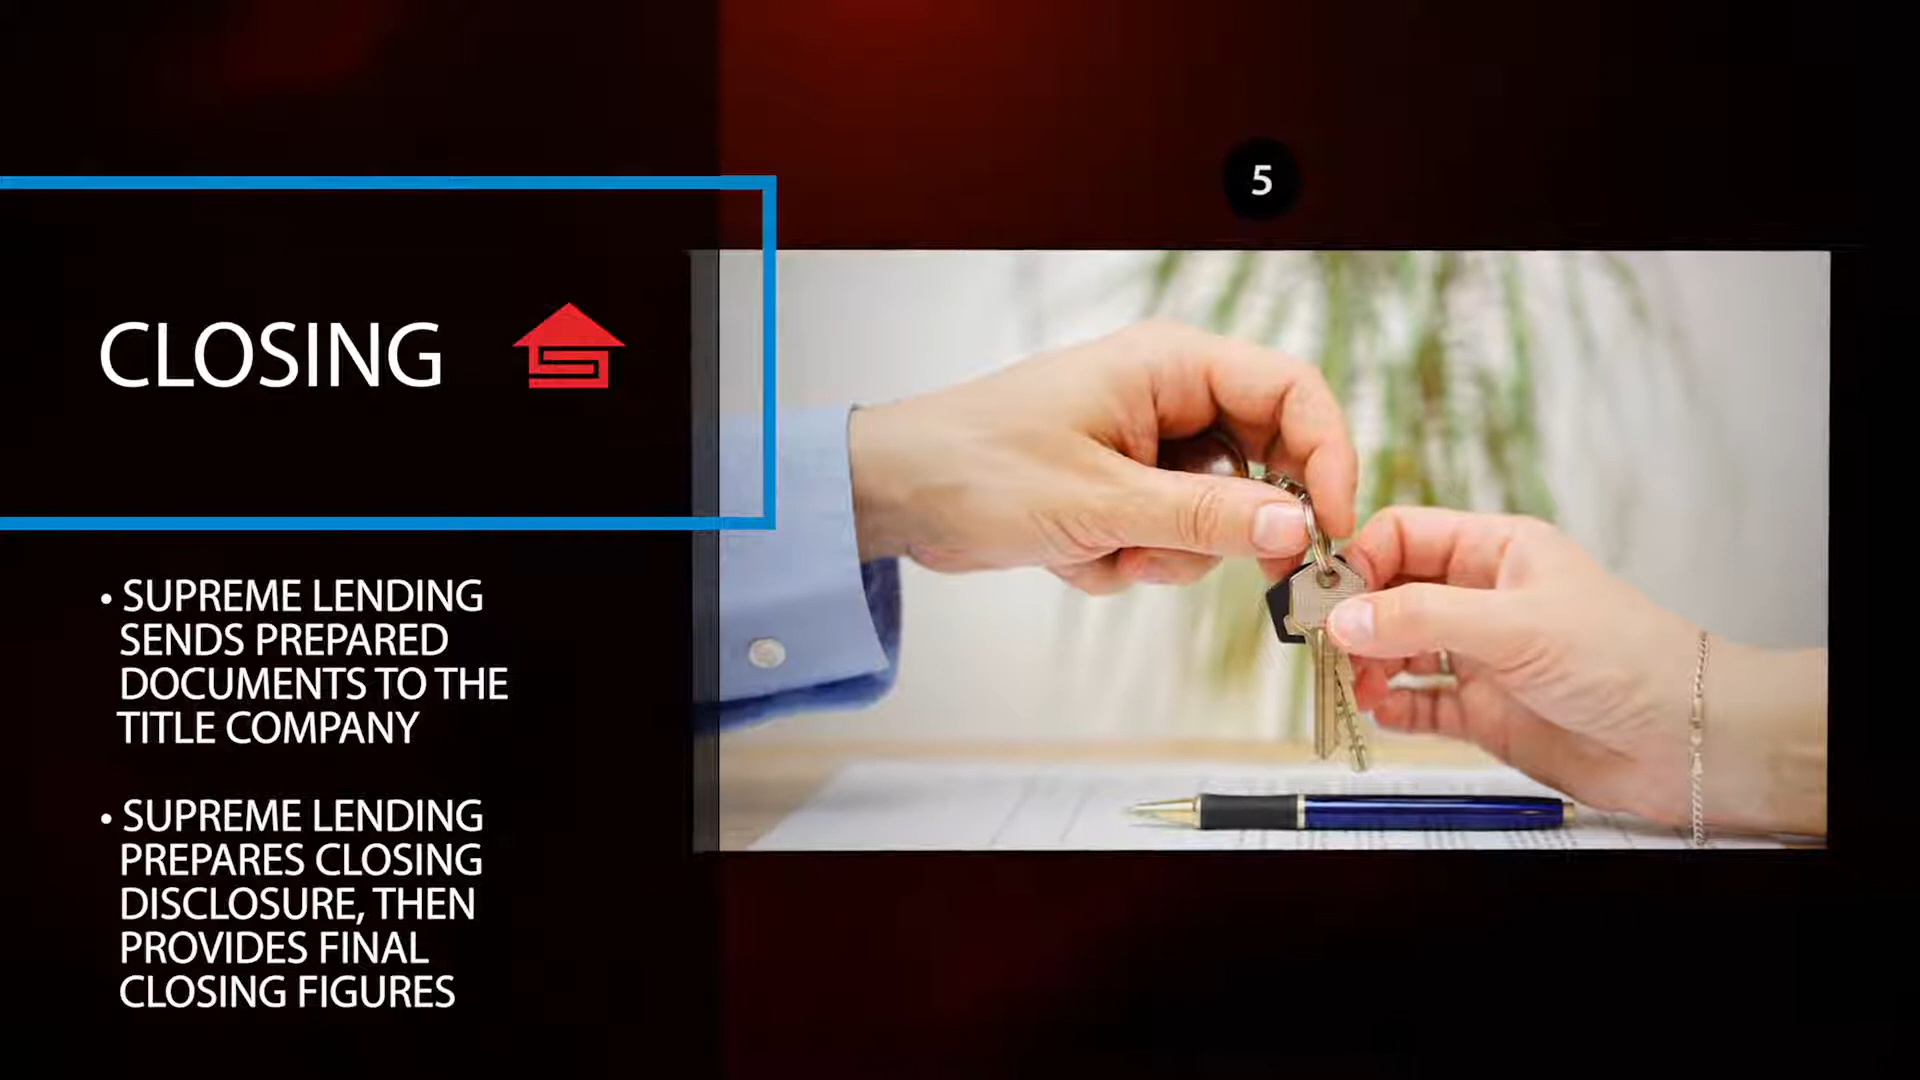 5
CLOSING
• SUPREME LENDING
SENDS PREPARED
DOCUMENTS TO THE
TITLE COMPANY
• SUPREME LENDING
PREPARES CLOSING
DISCLOSURE, THEN
PROVIDES FINAL
CLOSING FIGURES